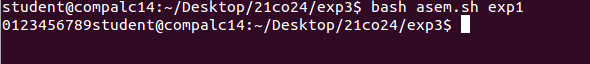 student@compalc14:~/Desktop/21co24/exp3$ bash asem.sh exp1
0123456789student@compalc14:~/Desktop/21co24/exp3$